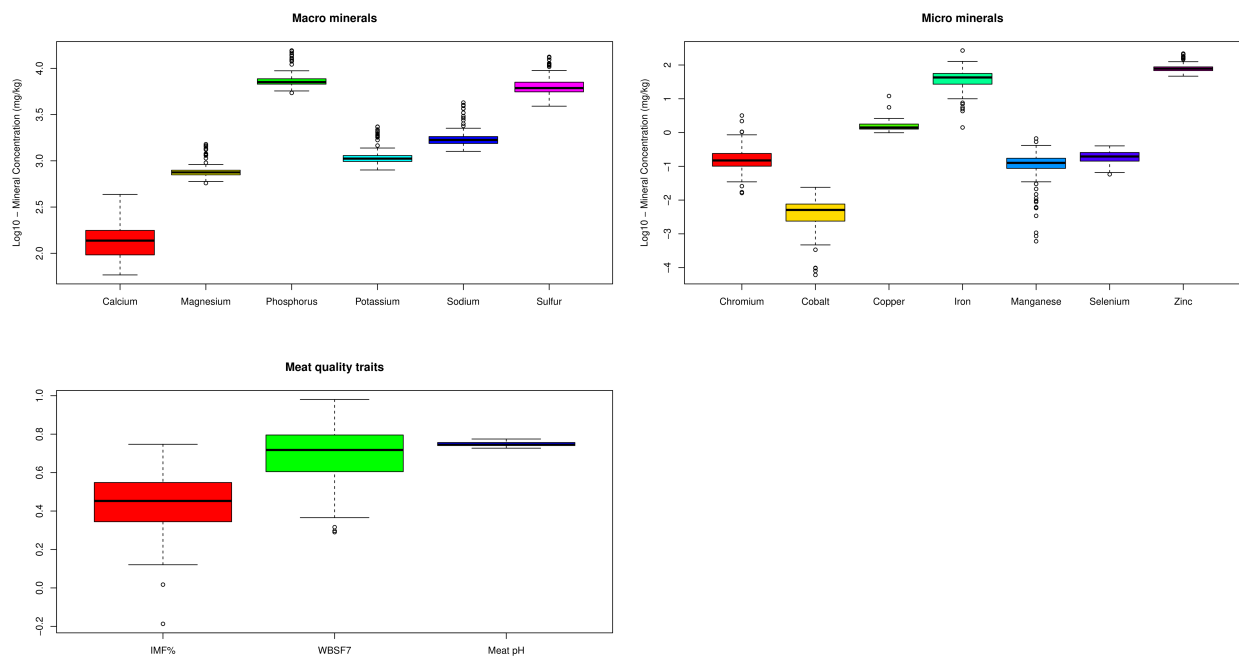 Macro minerals
Log10 − Mineral Concentration (mg/kg)
4.0
3.5
3.0
2.5
2.0
Calcium Magnesium Phosphorus Potassium Sodium Sulfur
Micro minerals
Log10 − Mineral Concentration (mg/kg)
2
1
0
−1
−2
−3
−4
Chromium Cobalt Copper Iron Manganese Selenium Zinc
Meat quality traits
1.0
0.8
0.6
0.4
0.2
0.0
−0.2
IMF% WBSF7 Meat pH